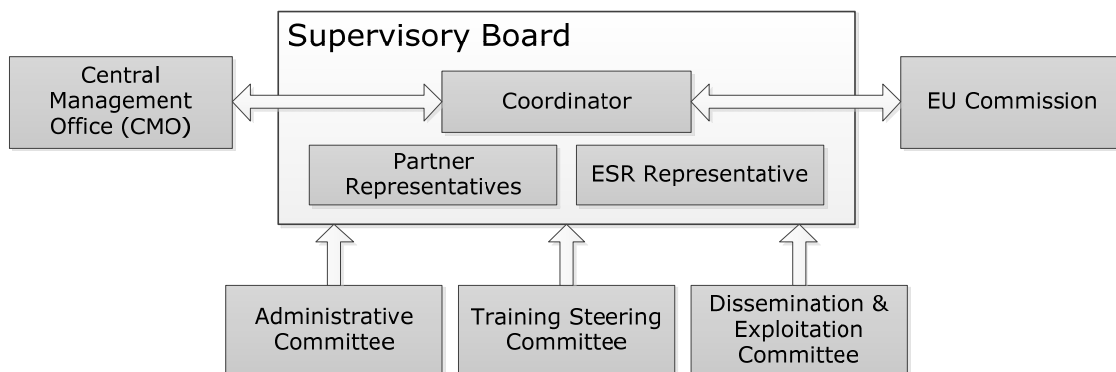 Supervisory Board
Central
Management
Office (CMO)
Coordinator
EU Commission
Partner
Representatives
ESR Representative
Administrative
Committee
Training Steering
Committee
Dissemination &
Exploitation
Committee